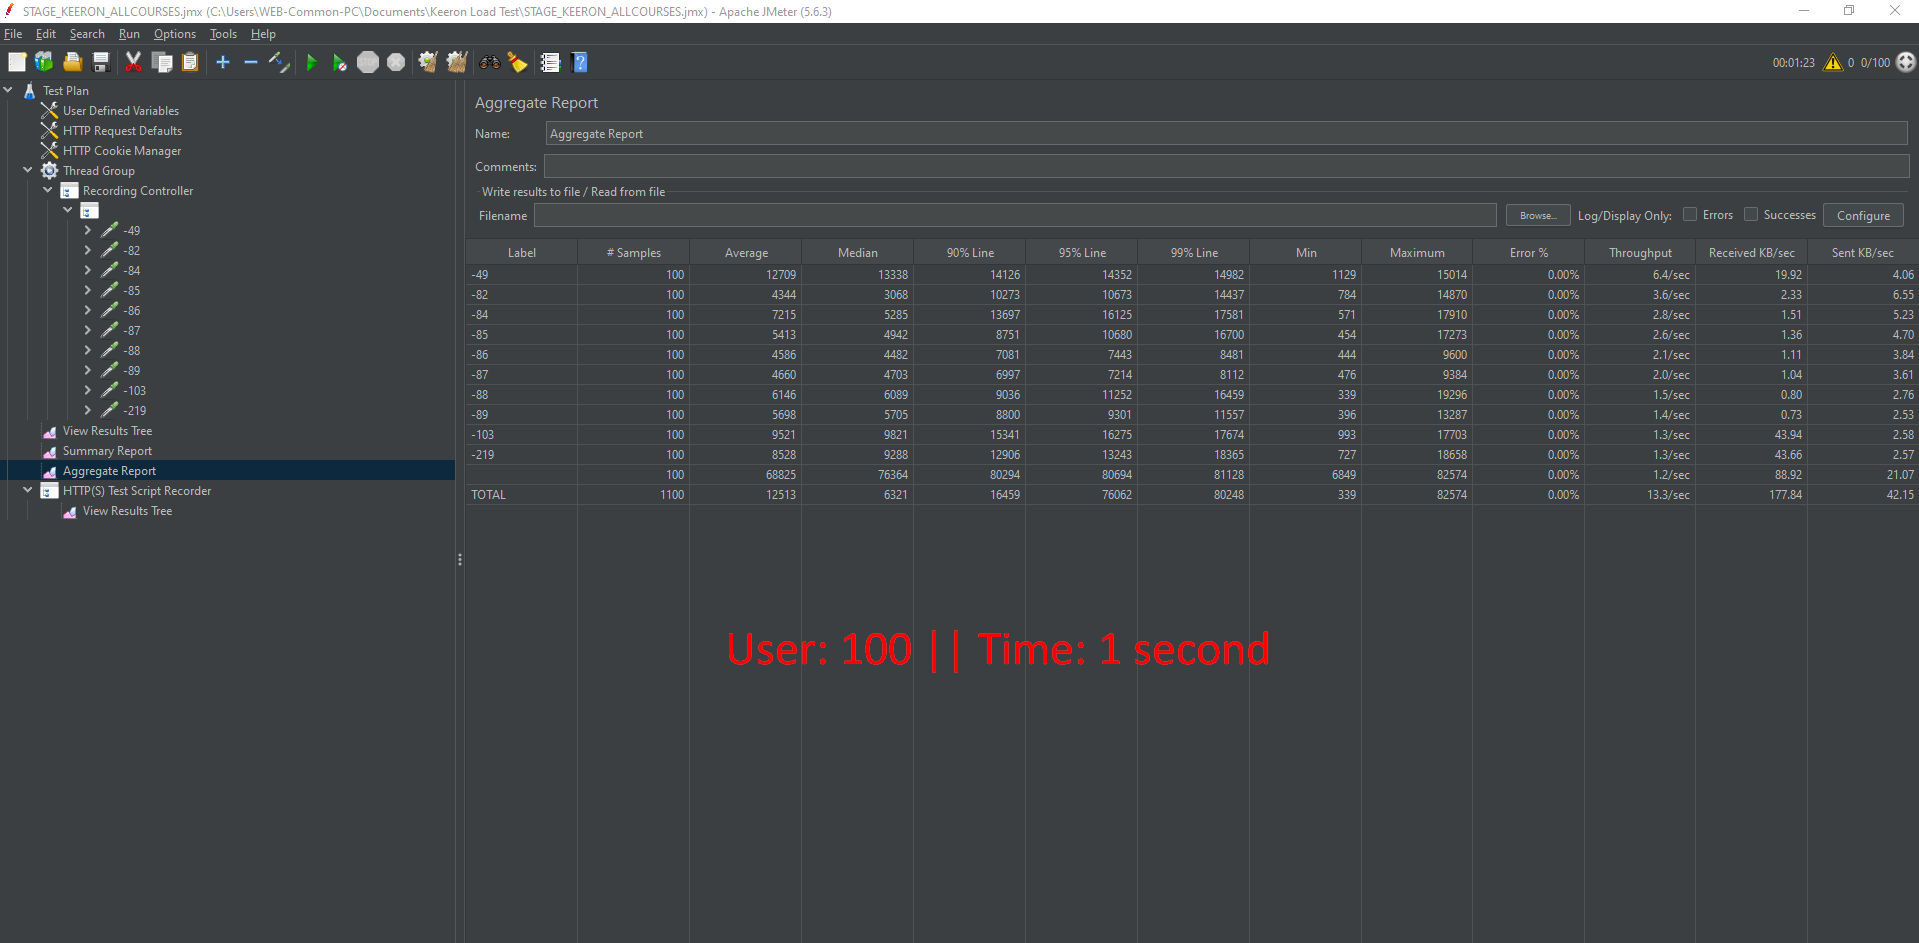 STAGE_KEERON_ALLCOURSES.jmx (C:\Users\WEB-Common-PC\Documents\Keeron Load Test\STAGE_KEERON_ALLCOURSES.jmx) - Apache JMeter (5.6.3)
File Edit Search Run Options Tools Help
00:01:23 0 0/100
Test Plan
User Defined Variables
HTTP Request Defaults
HTTP Cookie Manager
Thread Group
Recording Controller
-49
-82
-84
-85
-86
-87
-88
-89
-103
-219
View Results Tree
Summary Report
Aggregate Report
HTTP(S) Test Script Recorder
View Results Tree
Aggregate Report
Name: Aggregate Report
Comments:
Write results to file / Read from file
Filename Browse... Log/Display Only: Errors Successes Configure
Label # Samples Average Median 90% Line 95% Line 99% Line Min Maximum Error % Throughput Received KB/sec Sent KB/sec
-49 100 12709 13338 14126 14352 14982 1129 15014 0.00% 6.4/sec 19.92 4.06
-82 100 4344 3068 10273 10673 14437 784 14870 0.00% 3.6/sec 2.33 6.55
-84 100 7215 5285 13697 16125 17581 571 17910 0.00% 2.8/sec 1.51 5.23
-85 100 5413 4942 8751 10680 16700 454 17273 0.00% 2.6/sec 1.36 4.70
-86 100 4586 4482 7081 7443 8481 444 9600 0.00% 2.1/sec 1.11 3.84
-87 100 4660 4703 6997 7214 8112 476 9384 0.00% 2.0/sec 1.04 3.61
-88 100 6146 6089 9036 11252 16459 339 19296 0.00% 1.5/sec 0.80 2.76
-89 100 5698 5705 8800 9301 11557 396 13287 0.00% 1.4/sec 0.73 2.53
-103 100 9521 9821 15341 16275 17674 993 17703 0.00% 1.3/sec 43.94 2.58
-219 100 8528 9288 12906 13243 18365 727 18658 0.00% 1.3/sec 43.66 2.57
100 68825 76364 80294 80694 81128 6849 82574 0.00% 1.2/sec 88.92 21.07
TOTAL 1100 12513 6321 16459 76062 80248 339 82574 0.00% 13.3/sec 177.84 42.15
User: 100 || Time: 1 second